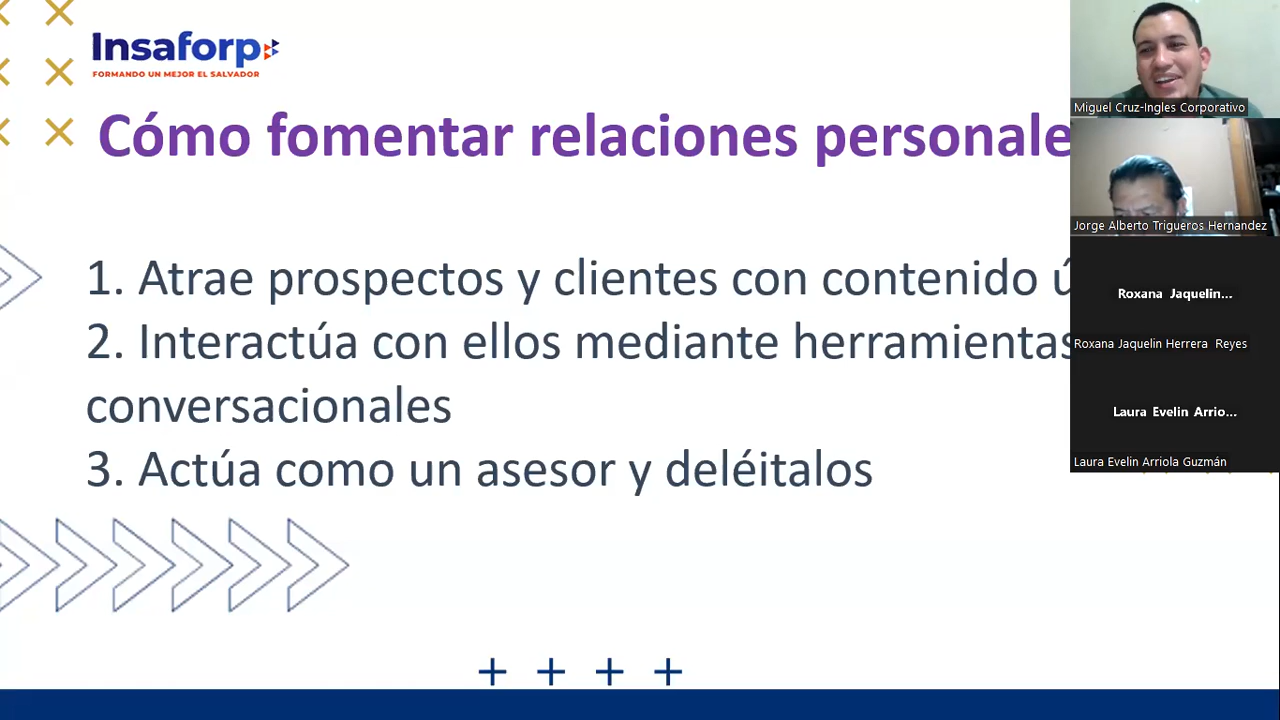 Insaforp
FORMANDO UN MEJOR EL SALVADOR
Cómo fomentar relaciones personale
1. Atrae prospectos y clientes con contenido ú
2. Interactúa con ellos mediante herramientas
conversacionales
3. Actúa como un asesor y deléitalos
Miguel Cruz-Ingles Corporativo
Jorge Alberto Trigueros Hernandez
Roxana Jaquelin...
Roxana Jaquelin Herrera Reyes
Laura Evelin Arrio...
Laura Evelin Arriola Guzmán